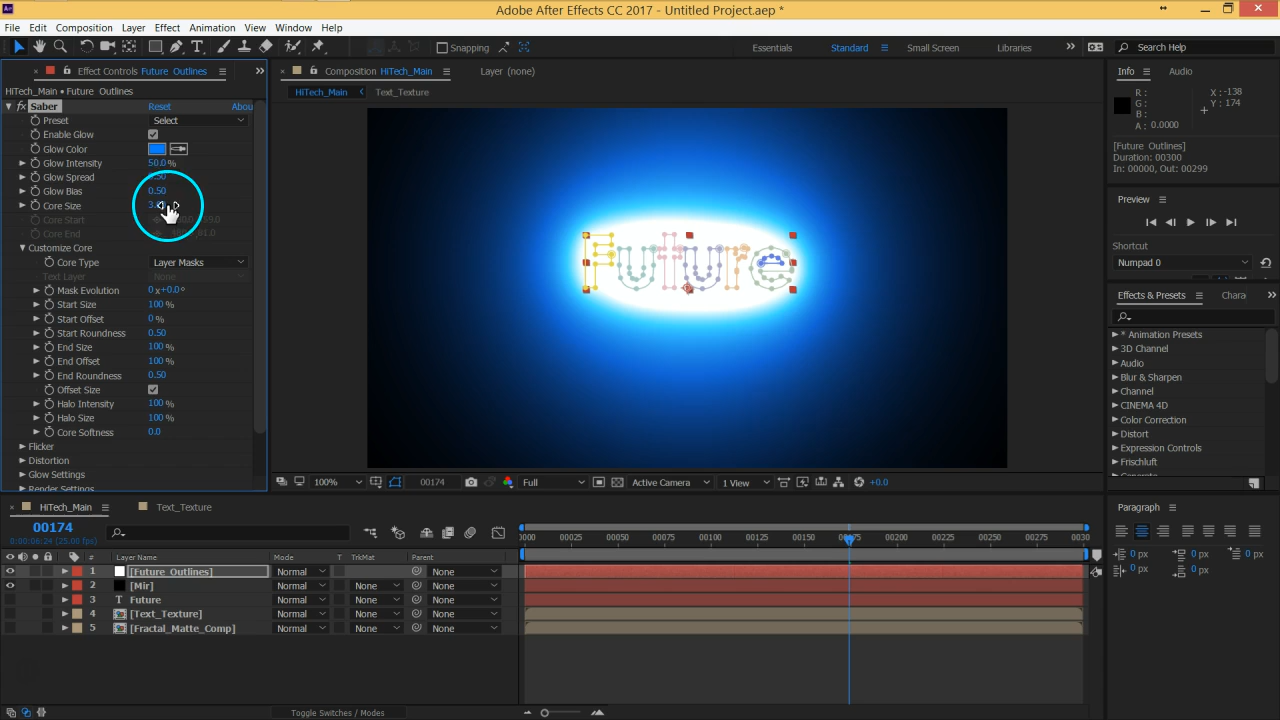 Adobe After Effects CC 2017 - Untitled Project.aep *
File Edit Composition Layer Effect Animation View Window Help
Snapping Essentials Standard Small Screen Libraries Search Help
Effect Controls Future Outlines
Composition HiTech_Main
Layer (none)
Info Audio
HiTech_Main • Future Outlines
HiTech_Main Text_Texture
R :
G :
B :
A : 0.0000
X : -138
Y : 174
fx Saber Reset Abou
Preset Select
Enable Glow
Glow Color
Glow Intensity 50.0 %
Glow Spread
Glow Bias 0.50
Core Size
Core Start
Core End
Customize Core
Core Type Layer Masks
Text Layer None
Mask Evolution 0 x+0.0°
Start Size 100 %
Start Offset 0 %
Start Roundness 0.50
End Size 100 %
End Offset 100 %
End Roundness 0.50
Offset Size
Halo Intensity 100 %
Halo Size 100 %
Core Softness 0.0
Flicker
Distortion
Glow Settings
Render Settings
Future
[Future Outlines]
Duration: 00300
In: 00000, Out: 00299
Preview
Shortcut
Numpad 0
Effects & Presets Chara
* Animation Presets
3D Channel
Audio
Blur & Sharpen
Channel
CINEMA 4D
Color Correction
Distort
Expression Controls
Frischluft
Generate
100% 00174 Full Active Camera 1 View +0.0
HiTech_Main Text_Texture
00174
0:00:06:24 (25.00 fps)
# Layer Name Mode T TrkMat Parent
00025 00050 00100 00125 00150 00200 00225 00250 00275
1 [Future Outlines] Normal None
2 [Mir] Normal None None
3 T Future Normal None None
4 [Text_Texture] Normal None None
5 [Fractal_Matte_Comp] Normal None None
Toggle Switches / Modes
Paragraph
0 px 0 px 0 px
0 px 0 px